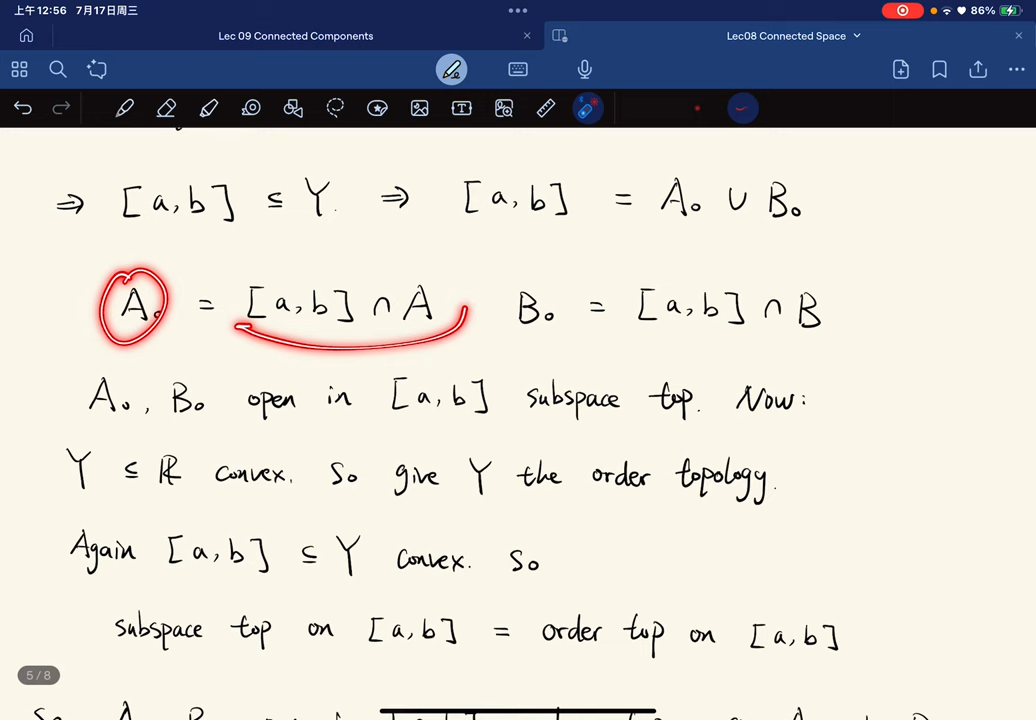 上午12:56 7月17日周三
86%
Lec 09 Connected Components
Lec08 Connected Space
⇒ [a,b] ⊆ Y. ⇒ [a,b] = A₀ ∪ B₀
A₀ = [a,b] ∩ A B₀ = [a,b] ∩ B
A₀, B₀ open in [a,b] subspace top. Now:
Y ⊆ ℝ convex. So give Y the order topology.
Again [a,b] ⊆ Y convex. So
subspace top on [a,b] = order top on [a,b]
5/8